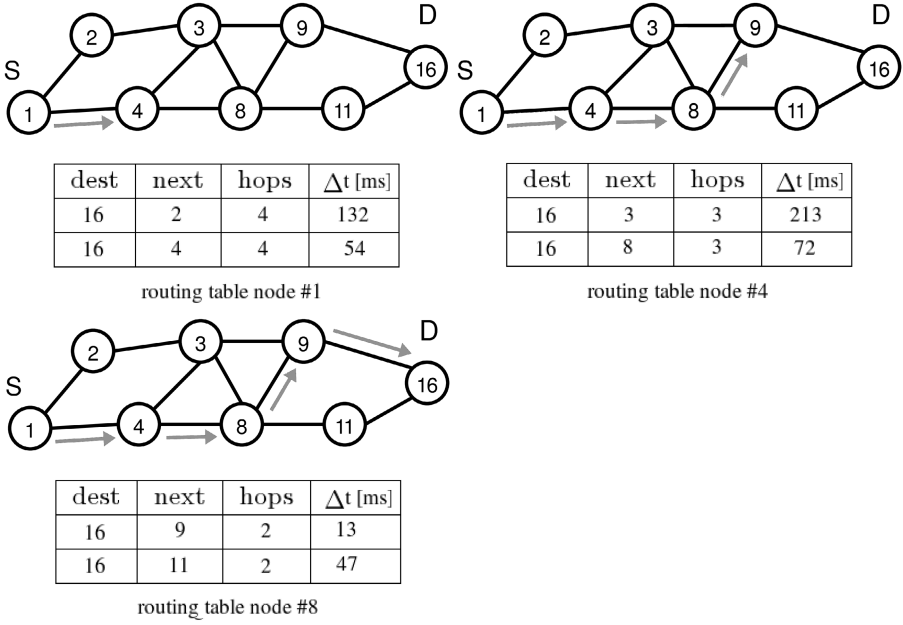 D
3
9
2
16
S
1
4
8
11
dest next hops Δt [ms]
16 2 4 132
16 4 4 54
routing table node #1
D
3
9
2
16
S
1
4
8
11
dest next hops Δt [ms]
16 3 3 213
16 8 3 72
routing table node #4
D
3
9
2
16
S
1
4
8
11
dest next hops Δt [ms]
16 9 2 13
16 11 2 47
routing table node #8